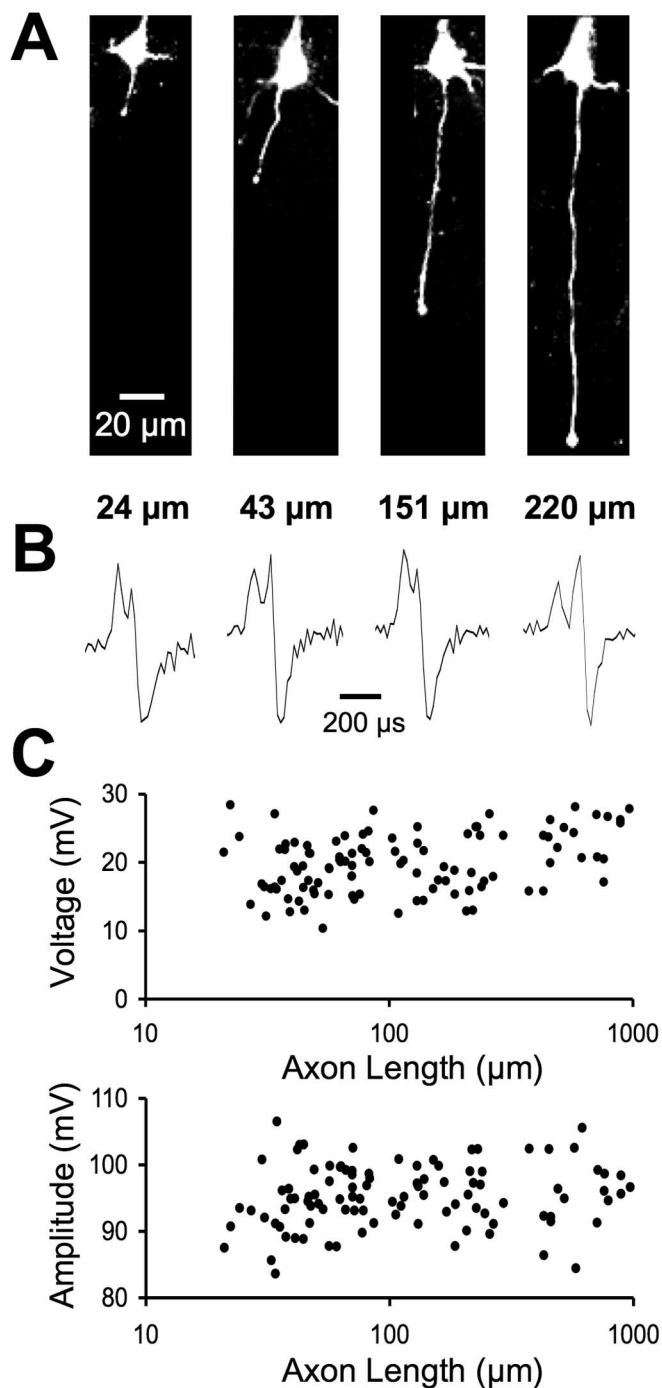 A
20 µm
24 µm 43 µm 151 µm 220 µm
B
200 µs
C
Voltage (mV)
30
20
10
0
10 100 1000
Axon Length (µm)
Amplitude (mV)
110
100
90
80
10 100 1000
Axon Length (µm)